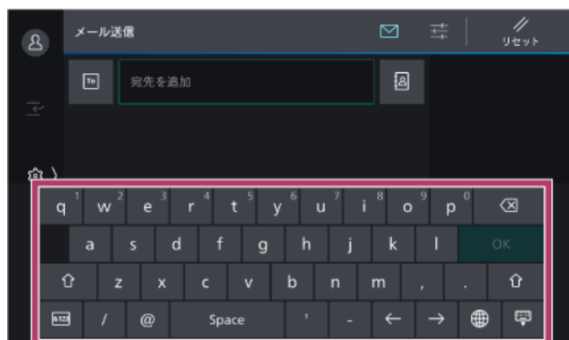 メール送信
リセット
To
宛先を追加
q 1 w 2 e 3 r 4 t 5 y 6 u 7 i 8 o 9 p 0
a s d f g h j k l OK
z x c v b n m , .
&123 / @ Space ' -